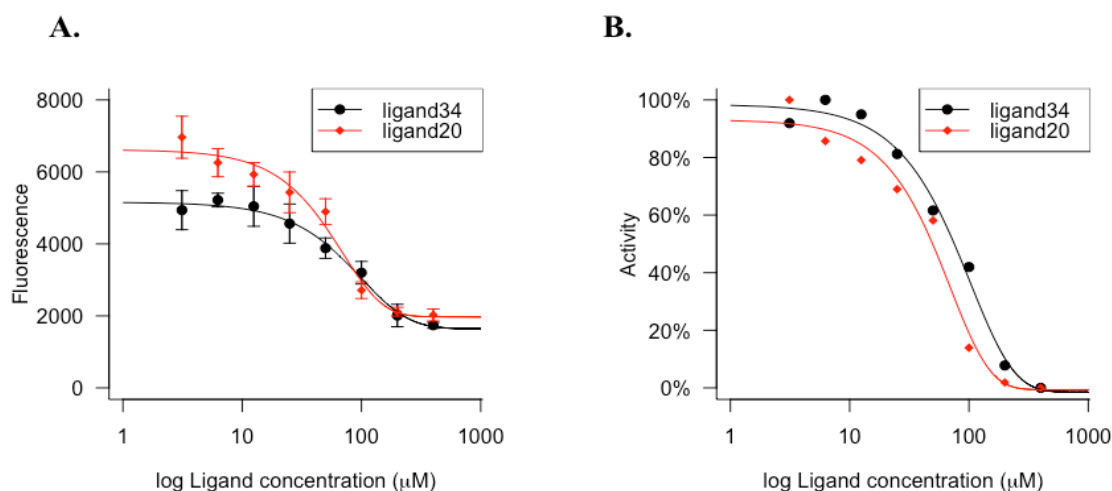 A.
ligand34
ligand20
8000
6000
4000
2000
0
Fluorescence
1
10
100
1000
log Ligand concentration (μM)
B.
ligand34
ligand20
100%
80%
60%
40%
20%
0%
Activity
1
10
100
1000
log Ligand concentration (μM)